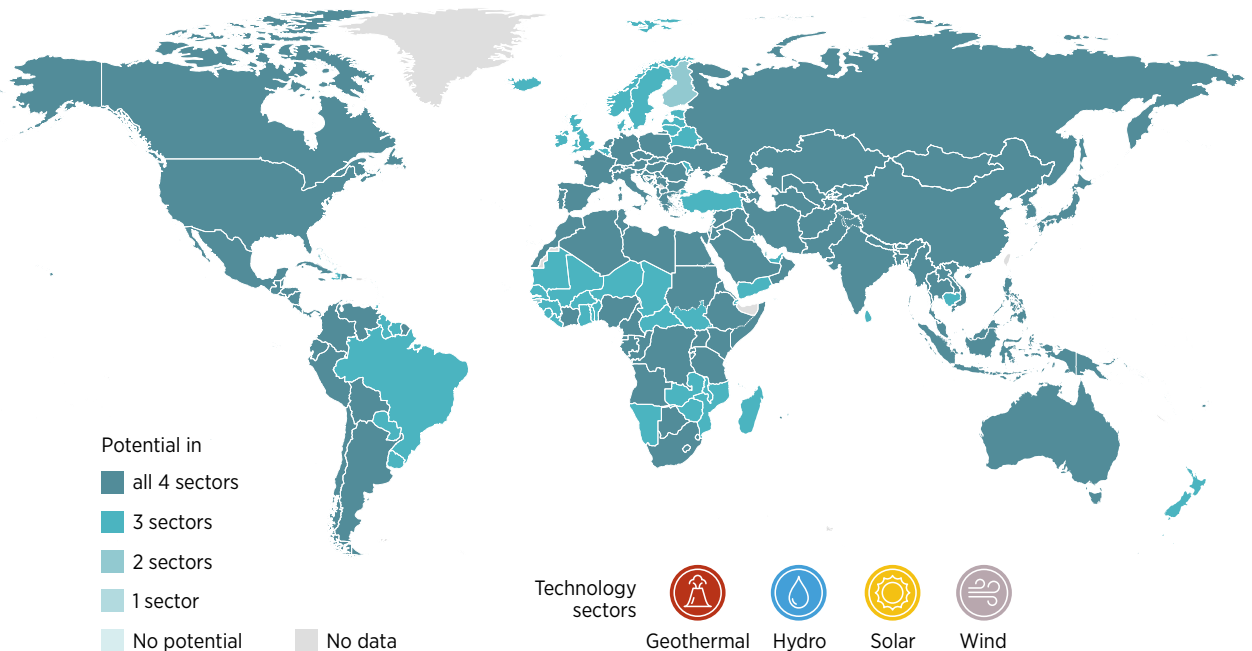 Potential in
all 4 sectors
3 sectors
2 sectors
1 sector
No potential
No data
Technology
sectors
Geothermal
Hydro
Solar
Wind